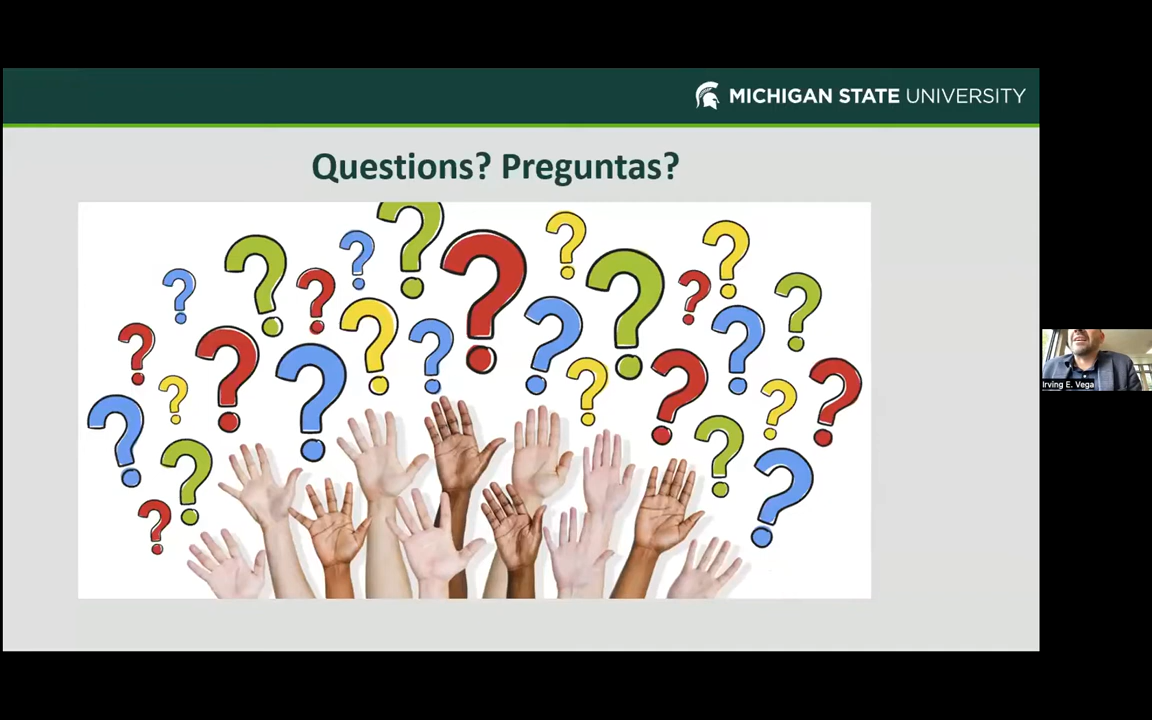 MICHIGAN STATE UNIVERSITY
Questions? Preguntas?
Irving E. Vega